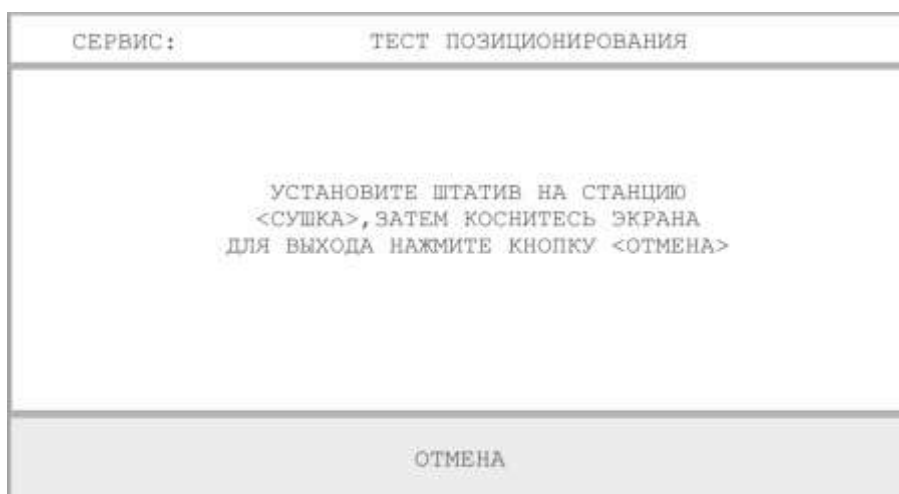 СЕРВИС: ТЕСТ ПОЗИЦИОНИРОВАНИЯ
УСТАНОВИТЕ ШТАТИВ НА СТАНЦИЮ
<СУШКА>,ЗАТЕМ КОСНИТЕСЬ ЭКРАНА
ДЛЯ ВЫХОДА НАЖМИТЕ КНОПКУ <ОТМЕНА>
ОТМЕНА